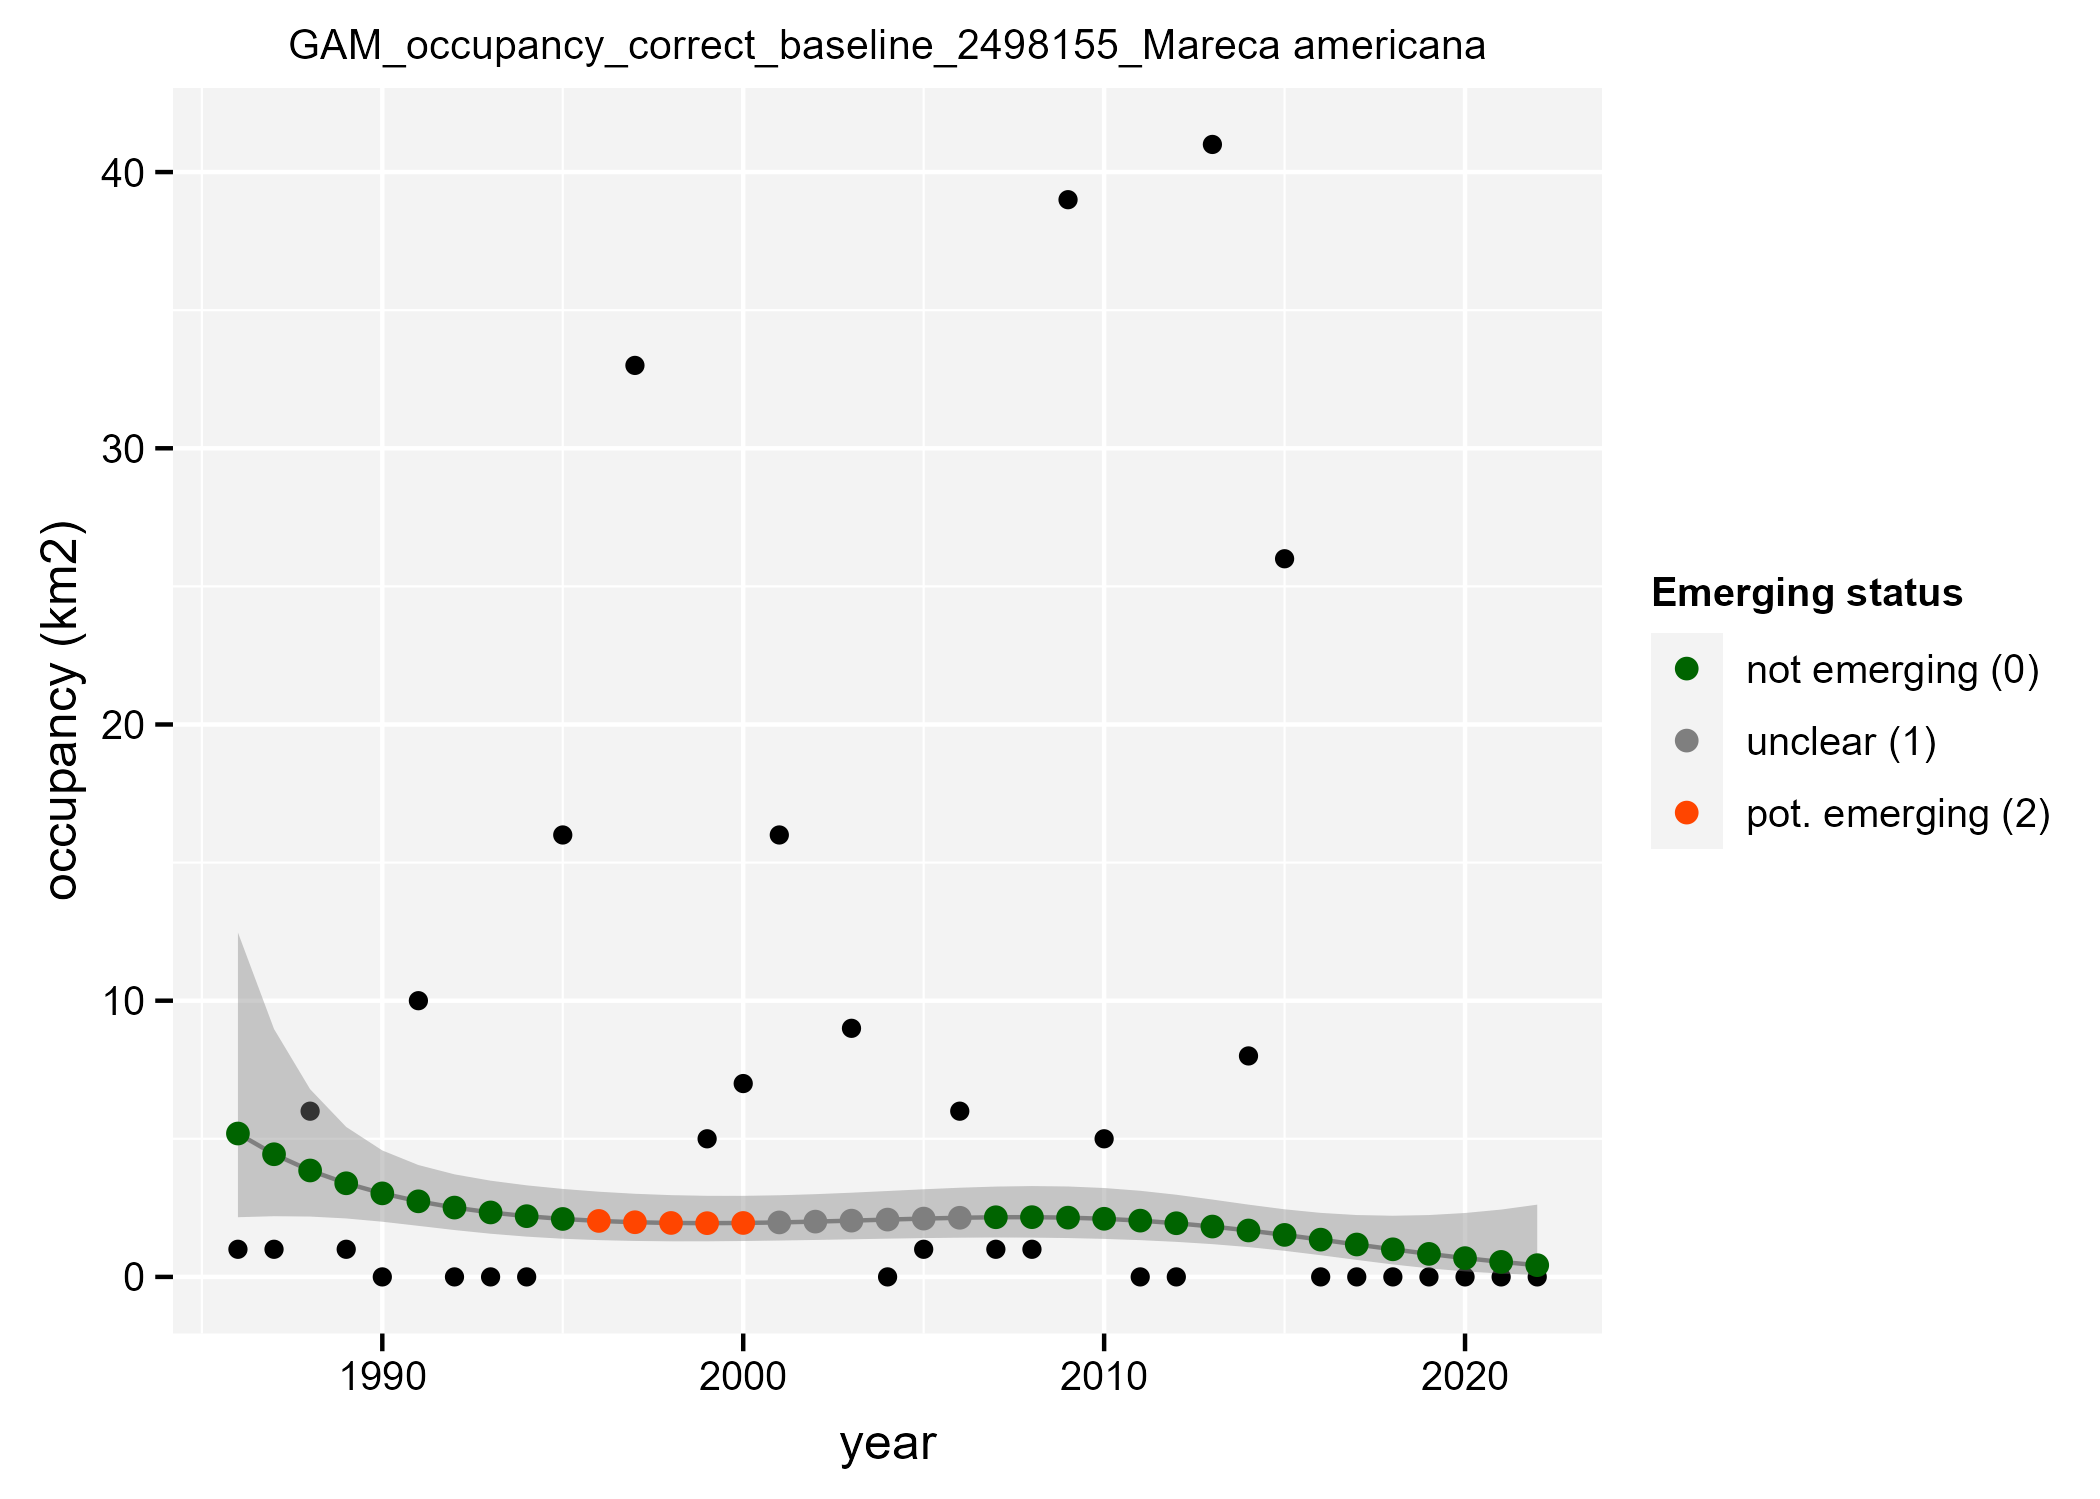 GAM_occupancy_correct_baseline_2498155_Mareca americana
occupancy (km2)
40
30
20
10
0
1990
2000
2010
2020
year
Emerging status
not emerging (0)
unclear (1)
pot. emerging (2)